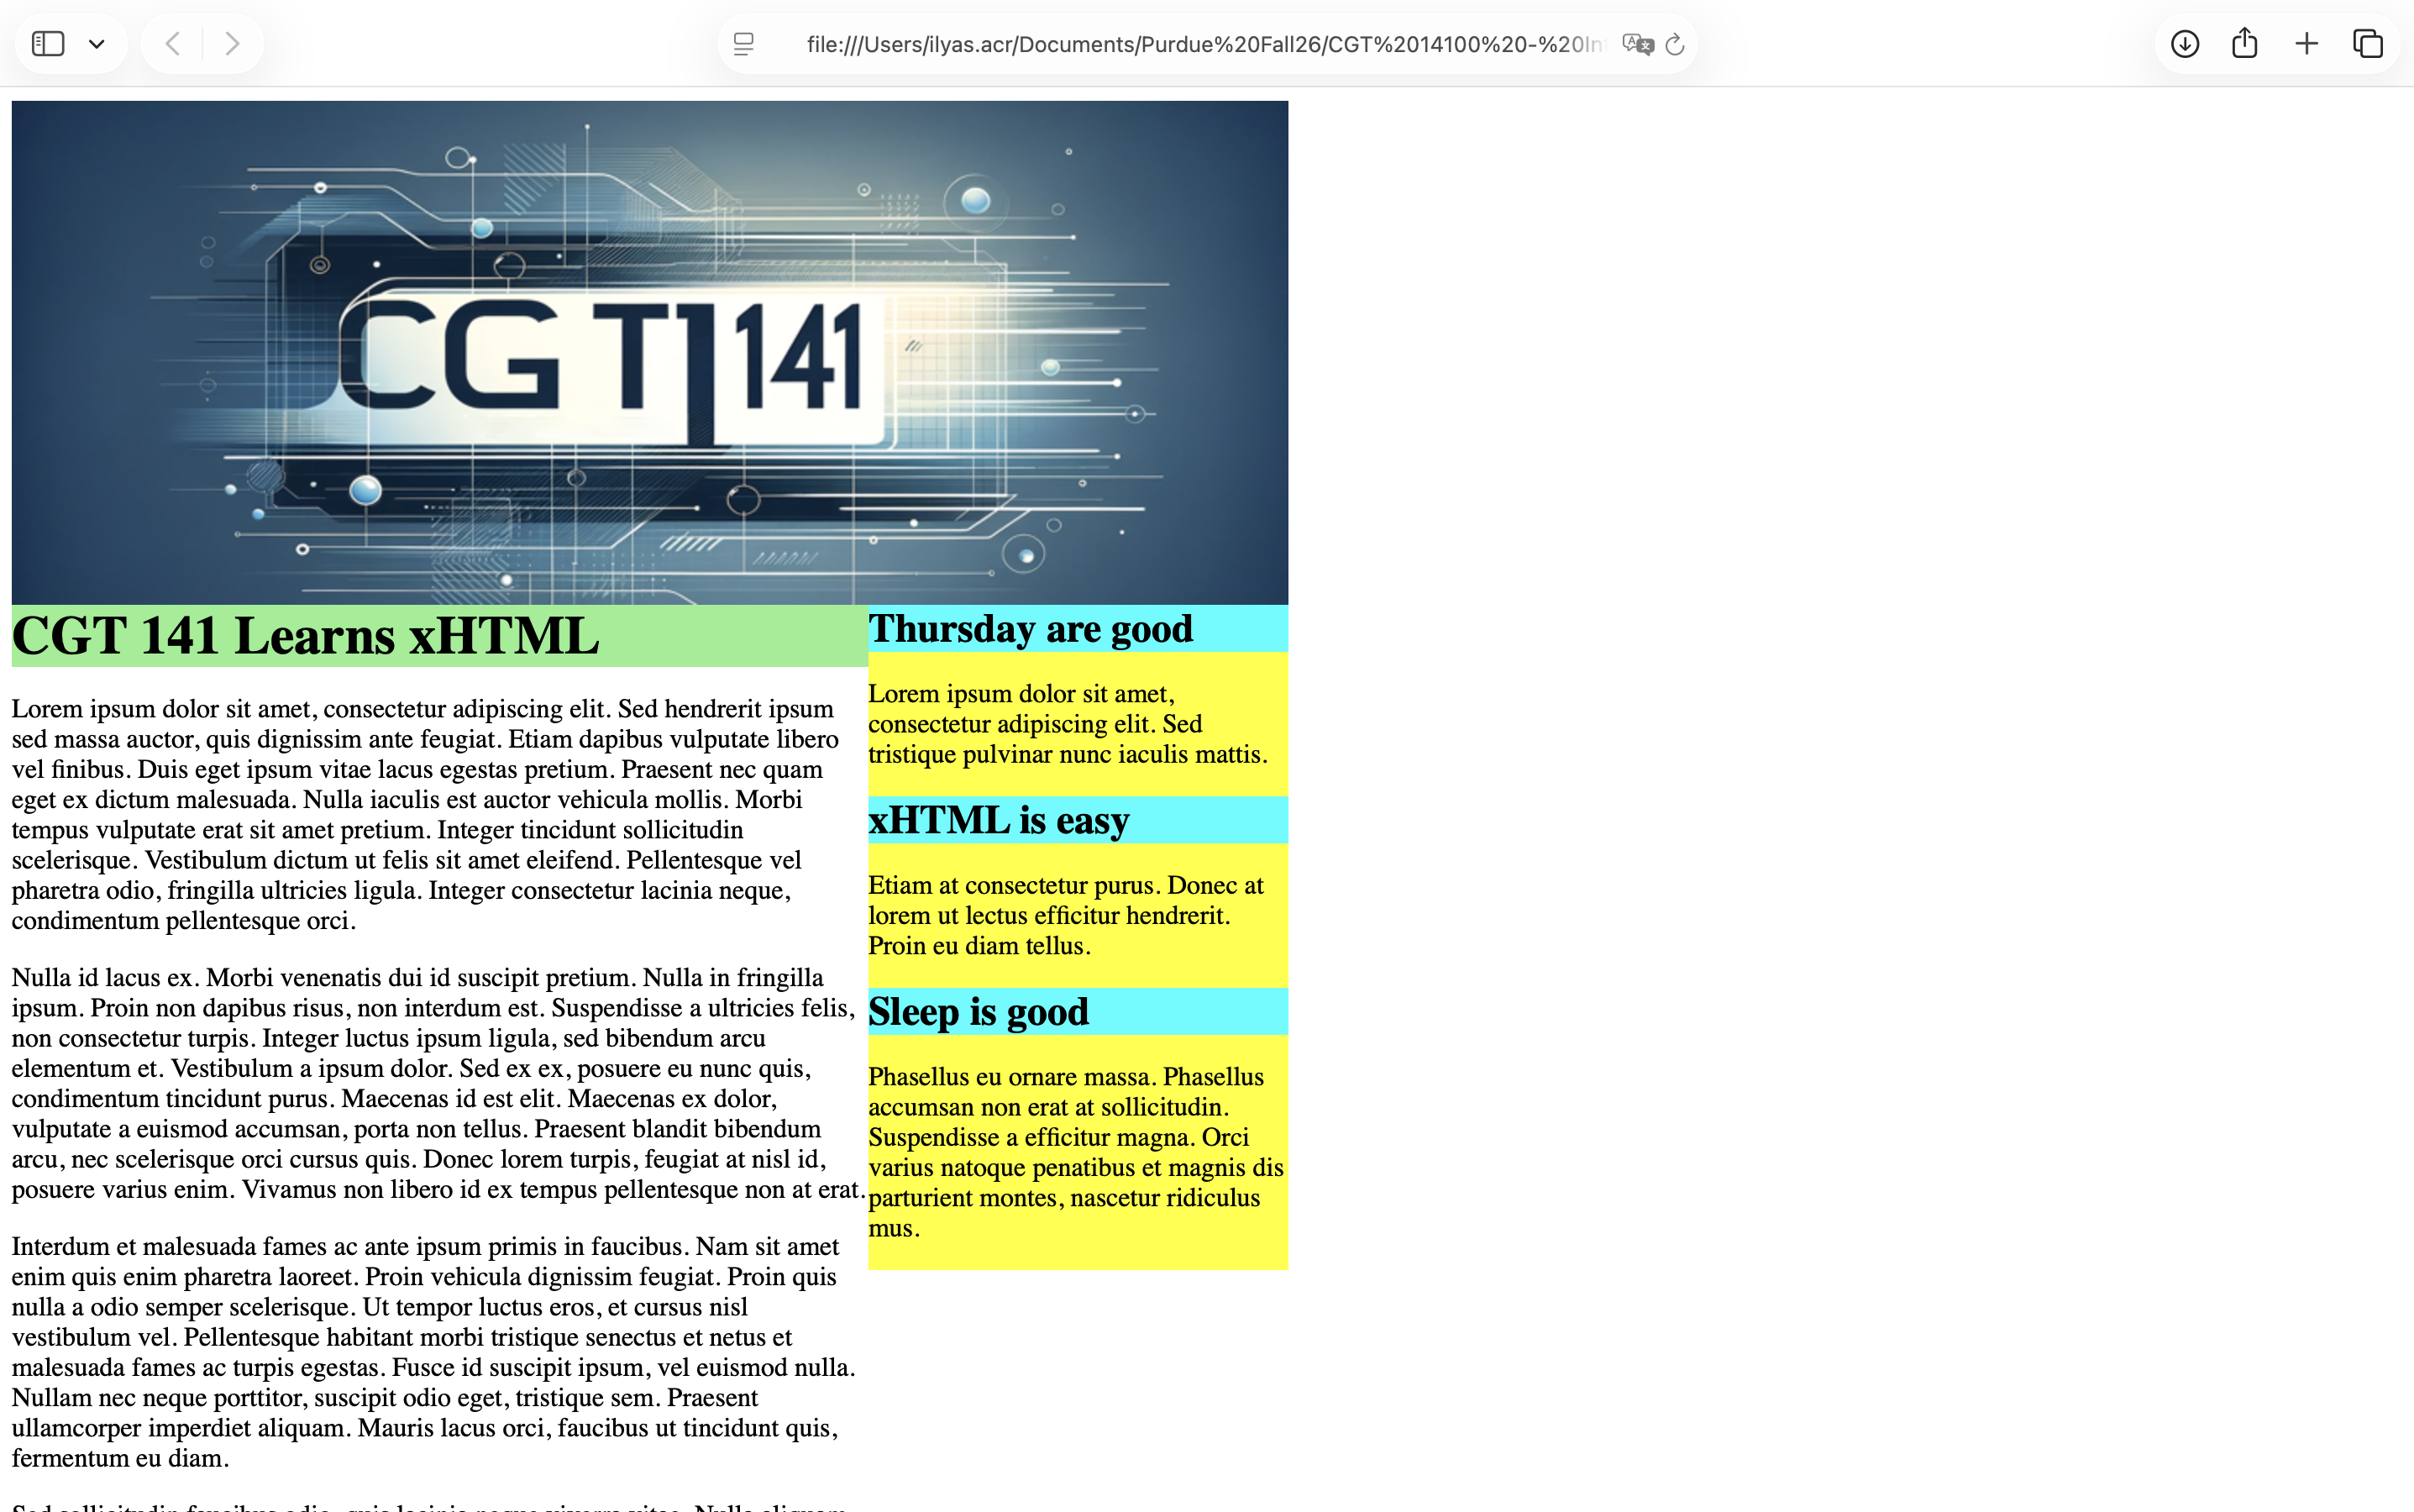 file:///Users/ilyas.acr/Documents/Purdue%20Fall26/CGT%2014100%20-%20In
CG T] 141
CGT 141 Learns xHTML
Lorem ipsum dolor sit amet, consectetur adipiscing elit. Sed hendrerit ipsum
sed massa auctor, quis dignissim ante feugiat. Etiam dapibus vulputate libero
vel finibus. Duis eget ipsum vitae lacus egestas pretium. Praesent nec quam
eget ex dictum malesuada. Nulla iaculis est auctor vehicula mollis. Morbi
tempus vulputate erat sit amet pretium. Integer tincidunt sollicitudin
scelerisque. Vestibulum dictum ut felis sit amet eleifend. Pellentesque vel
pharetra odio, fringilla ultricies ligula. Integer consectetur lacinia neque,
condimentum pellentesque orci.
Nulla id lacus ex. Morbi venenatis dui id suscipit pretium. Nulla in fringilla
ipsum. Proin non dapibus risus, non interdum est. Suspendisse a ultricies felis,
non consectetur turpis. Integer luctus ipsum ligula, sed bibendum arcu
elementum et. Vestibulum a ipsum dolor. Sed ex ex, posuere eu nunc quis,
condimentum tincidunt purus. Maecenas id est elit. Maecenas ex dolor,
vulputate a euismod accumsan, porta non tellus. Praesent blandit bibendum
arcu, nec scelerisque orci cursus quis. Donec lorem turpis, feugiat at nisl id,
posuere varius enim. Vivamus non libero id ex tempus pellentesque non at erat.
Interdum et malesuada fames ac ante ipsum primis in faucibus. Nam sit amet
enim quis enim pharetra laoreet. Proin vehicula dignissim feugiat. Proin quis
nulla a odio semper scelerisque. Ut tempor luctus eros, et cursus nisl
vestibulum vel. Pellentesque habitant morbi tristique senectus et netus et
malesuada fames ac turpis egestas. Fusce id suscipit ipsum, vel euismod nulla.
Nullam nec neque porttitor, suscipit odio eget, tristique sem. Praesent
ullamcorper imperdiet aliquam. Mauris lacus orci, faucibus ut tincidunt quis,
fermentum eu diam.
Thursday are good
Lorem ipsum dolor sit amet,
consectetur adipiscing elit. Sed
tristique pulvinar nunc iaculis mattis.
xHTML is easy
Etiam at consectetur purus. Donec at
lorem ut lectus efficitur hendrerit.
Proin eu diam tellus.
Sleep is good
Phasellus eu ornare massa. Phasellus
accumsan non erat at sollicitudin.
Suspendisse a efficitur magna. Orci
varius natoque penatibus et magnis dis
parturient montes, nascetur ridiculus
mus.